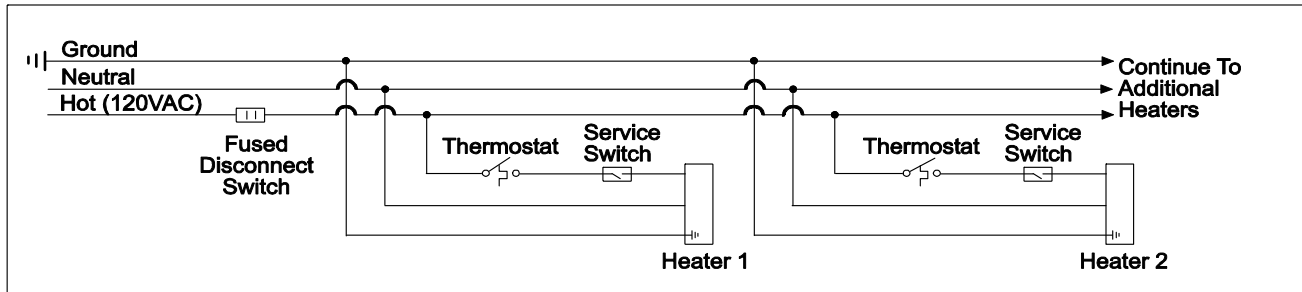 Ground
Neutral
Hot (120VAC)
Fused
Disconnect
Switch
Thermostat
Service
Switch
Heater 1
Thermostat
Service
Switch
Heater 2
Continue To
Additional
Heaters